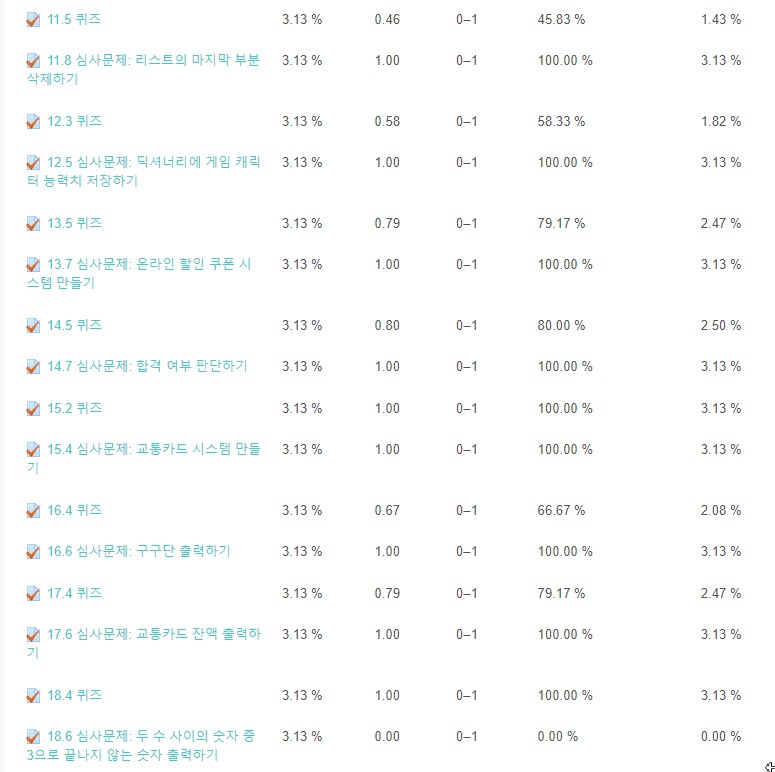 11.5 퀴즈 3.13 % 0.46 0–1 45.83 % 1.43 %
11.8 심사문제: 리스트의 마지막 부분 3.13 % 1.00 0–1 100.00 % 3.13 %
삭제하기
12.3 퀴즈 3.13 % 0.58 0–1 58.33 % 1.82 %
12.5 심사문제: 딕셔너리에 게임 캐릭 3.13 % 1.00 0–1 100.00 % 3.13 %
터 능력치 저장하기
13.5 퀴즈 3.13 % 0.79 0–1 79.17 % 2.47 %
13.7 심사문제: 온라인 할인 쿠폰 시 3.13 % 1.00 0–1 100.00 % 3.13 %
스템 만들기
14.5 퀴즈 3.13 % 0.80 0–1 80.00 % 2.50 %
14.7 심사문제: 합격 여부 판단하기 3.13 % 1.00 0–1 100.00 % 3.13 %
15.2 퀴즈 3.13 % 1.00 0–1 100.00 % 3.13 %
15.4 심사문제: 교통카드 시스템 만들 3.13 % 1.00 0–1 100.00 % 3.13 %
기
16.4 퀴즈 3.13 % 0.67 0–1 66.67 % 2.08 %
16.6 심사문제: 구구단 출력하기 3.13 % 1.00 0–1 100.00 % 3.13 %
17.4 퀴즈 3.13 % 0.79 0–1 79.17 % 2.47 %
17.6 심사문제: 교통카드 잔액 출력하 3.13 % 1.00 0–1 100.00 % 3.13 %
기
18.4 퀴즈 3.13 % 1.00 0–1 100.00 % 3.13 %
18.6 심사문제: 두 수 사이의 숫자 중 3.13 % 0.00 0–1 0.00 % 0.00 %
3으로 끝나지 않는 숫자 출력하기